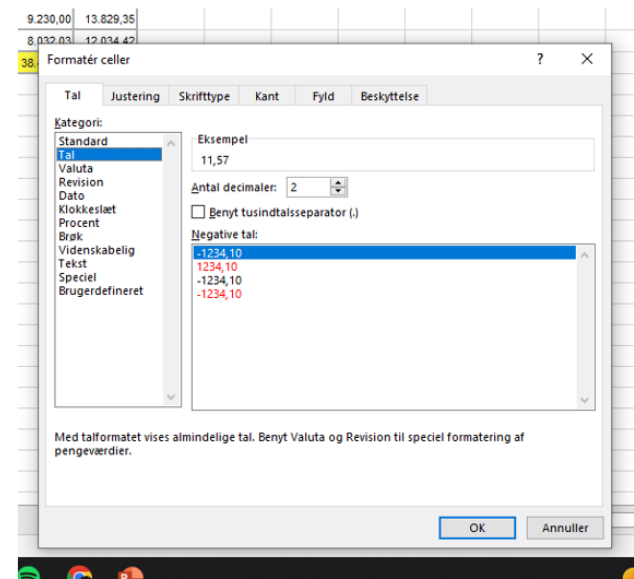 9.230,00 13.829,35
8.032,03 12.034,42
38.
Formatér celler ? ×
Tal Justering Skrifttype Kant Fyld Beskyttelse
Kategori:
Standard
Tal
Valuta
Revision
Dato
Klokkeslæt
Procent
Brøk
Videnskabelig
Tekst
Speciel
Brugerdefineret
Eksempel
11,57
Antal decimaler: 2
Benyt tusindtalsseparator (.)
Negative tal:
-1234,10
1234,10
-1234,10
-1234,10
Med talformatet vises almindelige tal. Benyt Valuta og Revision til speciel formatering af
pengeværdier.
OK Annuller